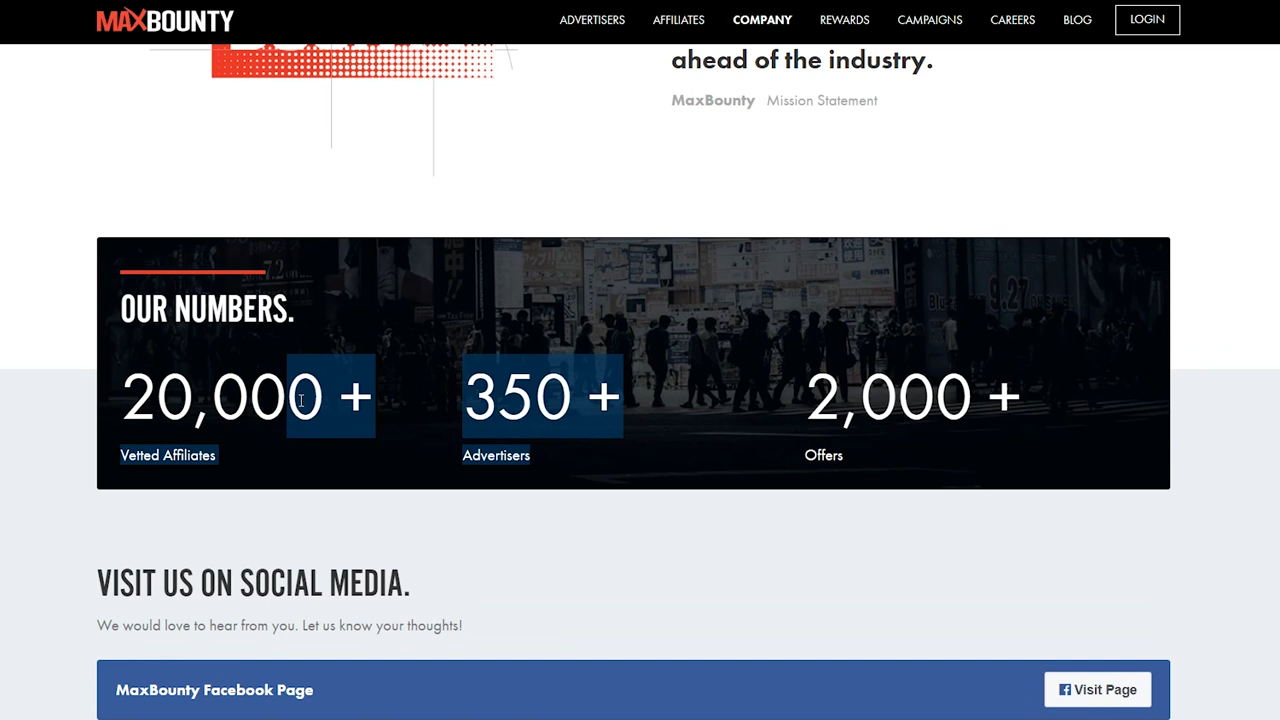 MAXBOUNTY
ADVERTISERS AFFILIATES COMPANY REWARDS CAMPAIGNS CAREERS BLOG LOGIN
ahead of the industry.
MaxBounty Mission Statement
OUR NUMBERS.
20,000 + 350 + 2,000 +
Vetted Affiliates Advertisers Offers
VISIT US ON SOCIAL MEDIA.
We would love to hear from you. Let us know your thoughts!
MaxBounty Facebook Page Visit Page